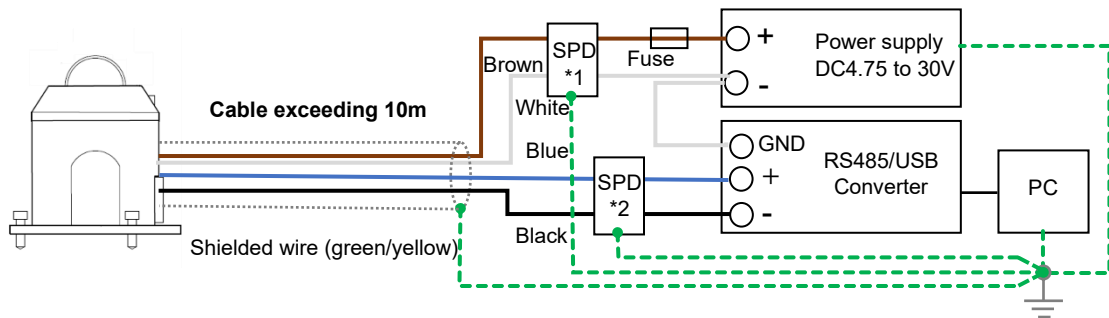 SPD
*1
Fuse
+
-
Power supply
DC4.75 to 30V
Brown
White
Cable exceeding 10m
Blue
Black
SPD
*2
GND
+
-
RS485/USB
Converter
PC
Shielded wire (green/yellow)